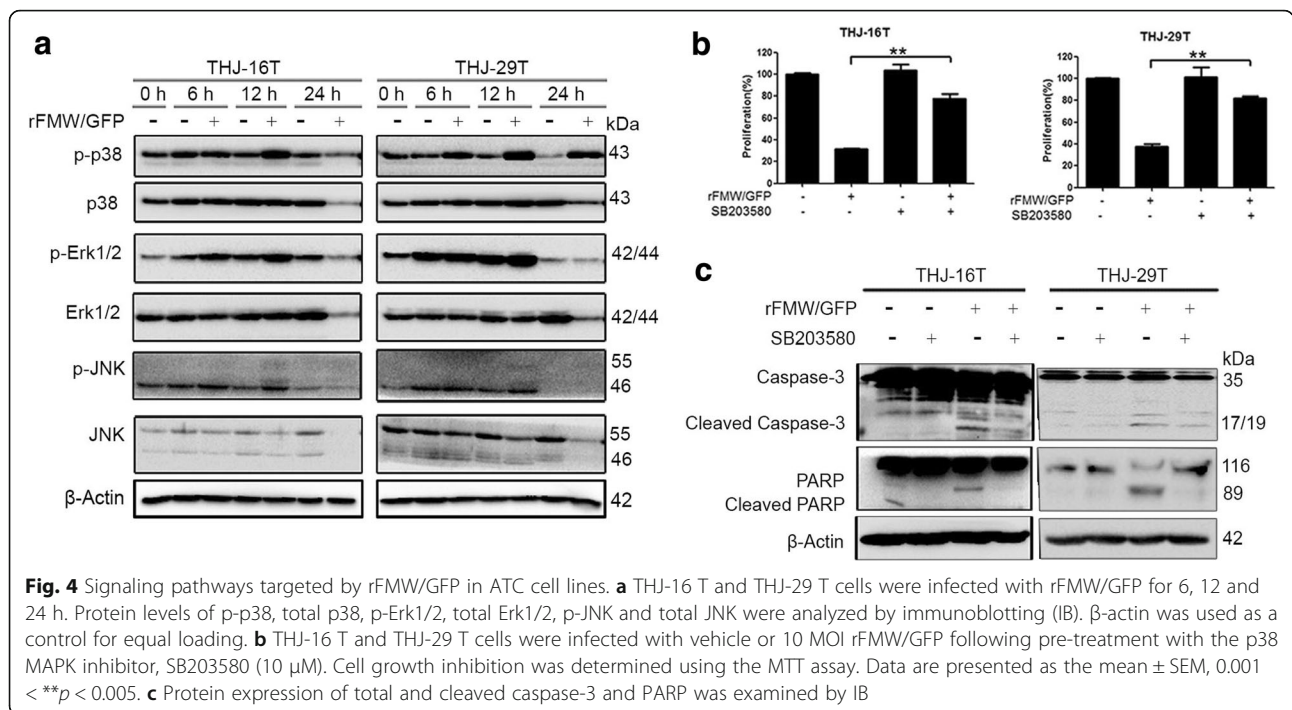 a
THJ-16T THJ-29T
0 h 6 h 12 h 24 h 0 h 6 h 12 h 24 h
rFMW/GFP - - + - + - + - - + - + - + kDa
p-p38 43
p38 43
p-Erk1/2 42/44
Erk1/2 42/44
p-JNK 55
46
JNK 55
46
β-Actin 42
b
THJ-16T
**
Proliferation(%)
120
100
80
60
40
20
0
rFMW/GFP - + - +
SB203580 - - + +
THJ-29T
**
Proliferation(%)
120
100
80
60
40
20
0
rFMW/GFP - + - +
SB203580 - - + +
c
THJ-16T THJ-29T
rFMW/GFP - - + + - - + +
SB203580 - + - + - + - + kDa
Caspase-3 35
Cleaved Caspase-3 17/19
PARP 116
Cleaved PARP 89
β-Actin 42
Fig. 4 Signaling pathways targeted by rFMW/GFP in ATC cell lines. a THJ-16 T and THJ-29 T cells were infected with rFMW/GFP for 6, 12 and
24 h. Protein levels of p-p38, total p38, p-Erk1/2, total Erk1/2, p-JNK and total JNK were analyzed by immunoblotting (IB). β-actin was used as a
control for equal loading. b THJ-16 T and THJ-29 T cells were infected with vehicle or 10 MOI rFMW/GFP following pre-treatment with the p38
MAPK inhibitor, SB203580 (10 μM). Cell growth inhibition was determined using the MTT assay. Data are presented as the mean ± SEM, 0.001
< **p < 0.005. c Protein expression of total and cleaved caspase-3 and PARP was examined by IB